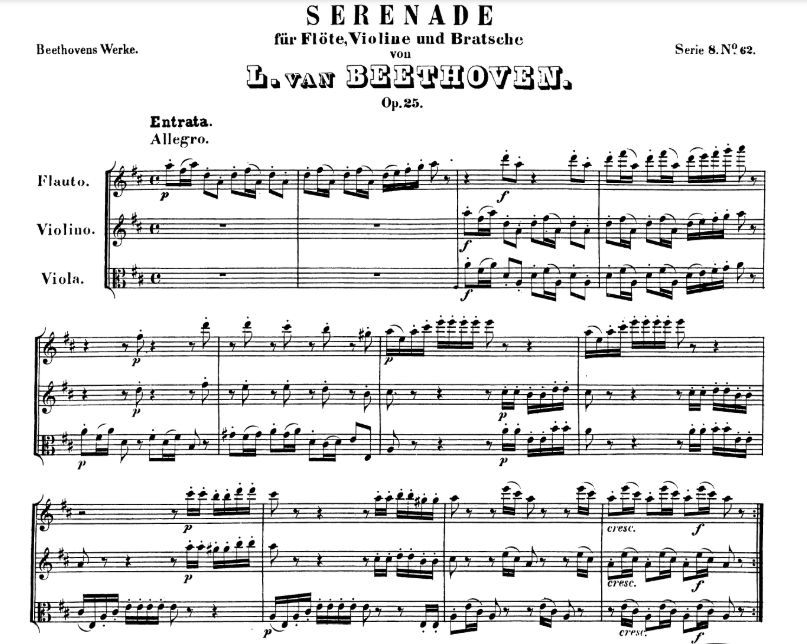 SERENADE
für Flöte, Violine und Bratsche
Beethovens Werke.
von
Serie 8. No. 62.
L. VAN BEETHOVEN.
Op. 25.
Entrata.
Allegro.
Flauto.
p
f
Violino.
f
Viola.
f
p
p
p
p
p
p
p
p
p
cresc.
f
cresc.
f
cresc.
f